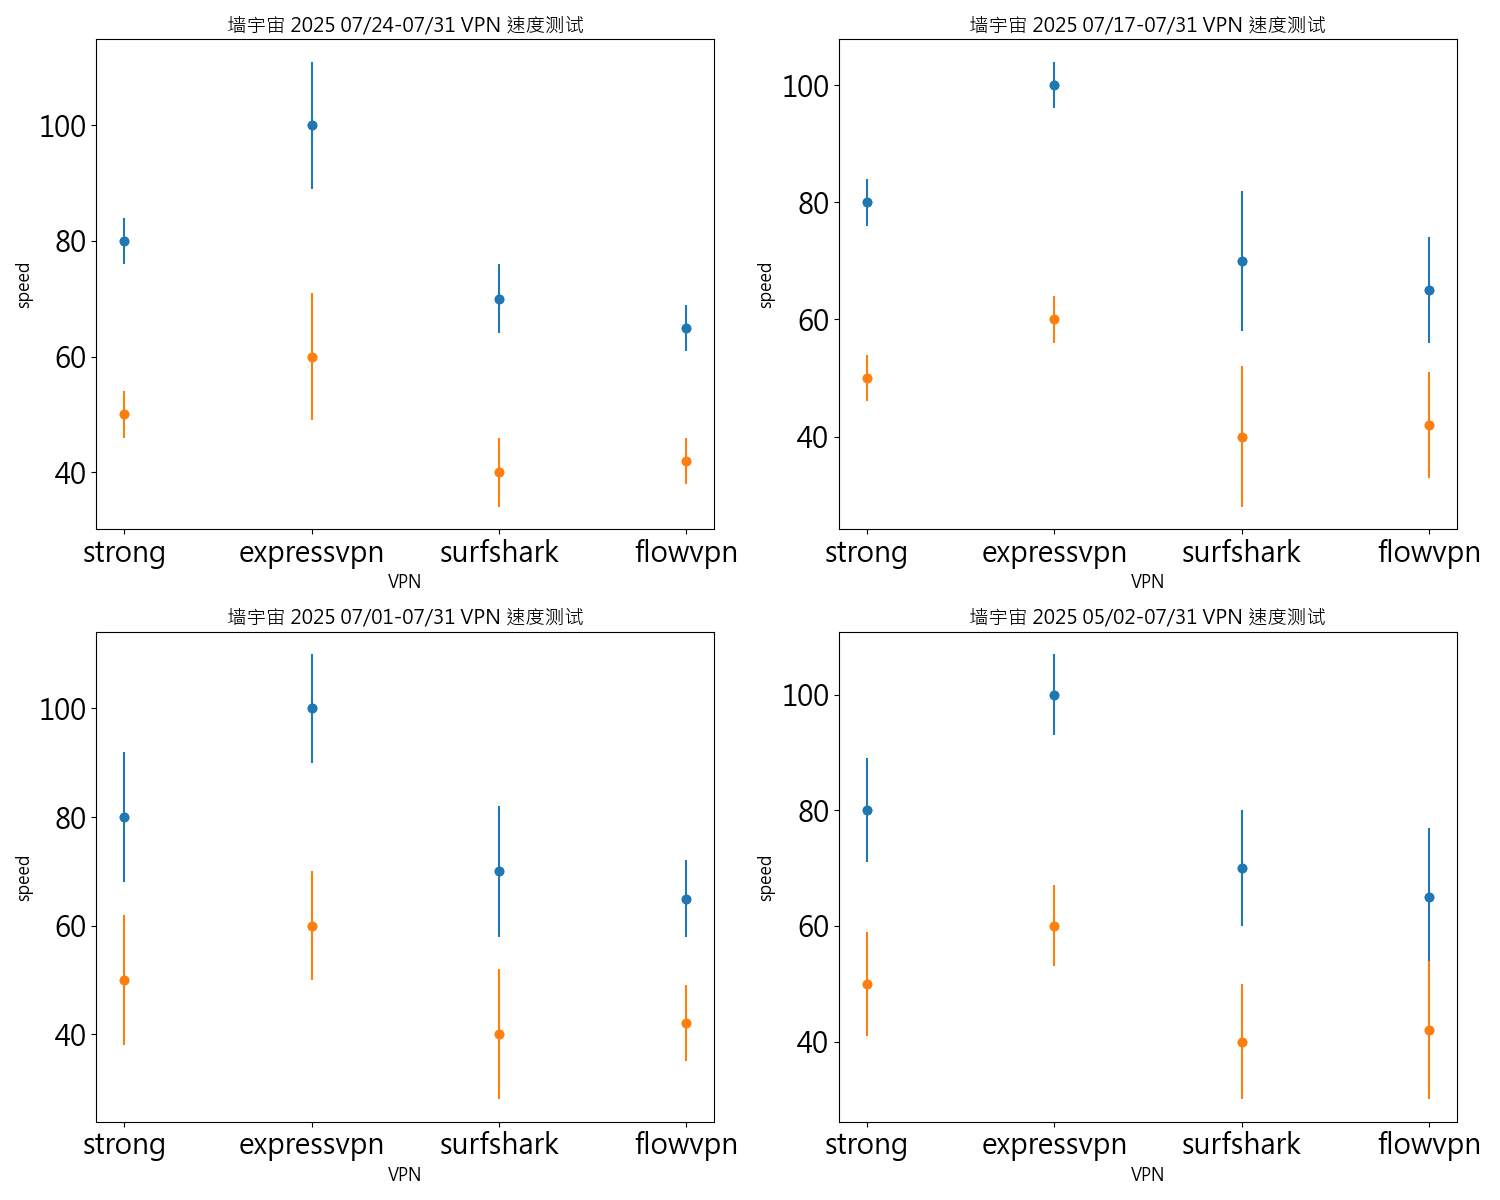 墙宇宙 2025 07/24-07/31 VPN 速度测试
speed
100
80
60
40
strong expressvpn surfshark flowvpn
VPN
墙宇宙 2025 07/17-07/31 VPN 速度测试
speed
100
80
60
40
strong expressvpn surfshark flowvpn
VPN
墙宇宙 2025 07/01-07/31 VPN 速度测试
speed
100
80
60
40
strong expressvpn surfshark flowvpn
VPN
墙宇宙 2025 05/02-07/31 VPN 速度测试
speed
100
80
60
40
strong expressvpn surfshark flowvpn
VPN